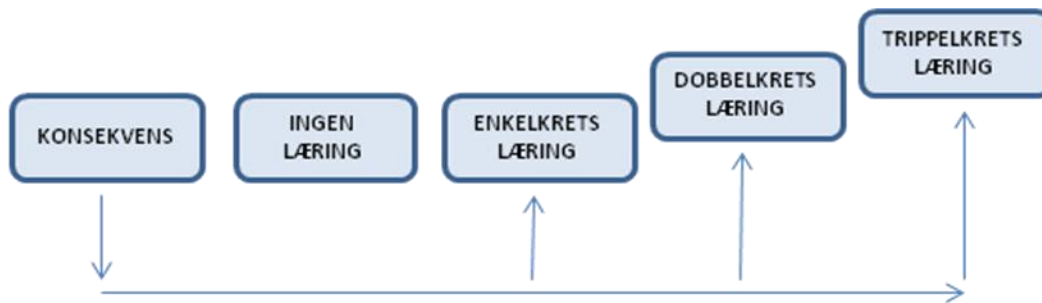 KONSEKVENS
INGEN
LÆRING
ENKELKRETS
LÆRING
DOBBELKRETS
LÆRING
TRIPPELKRETS
LÆRING